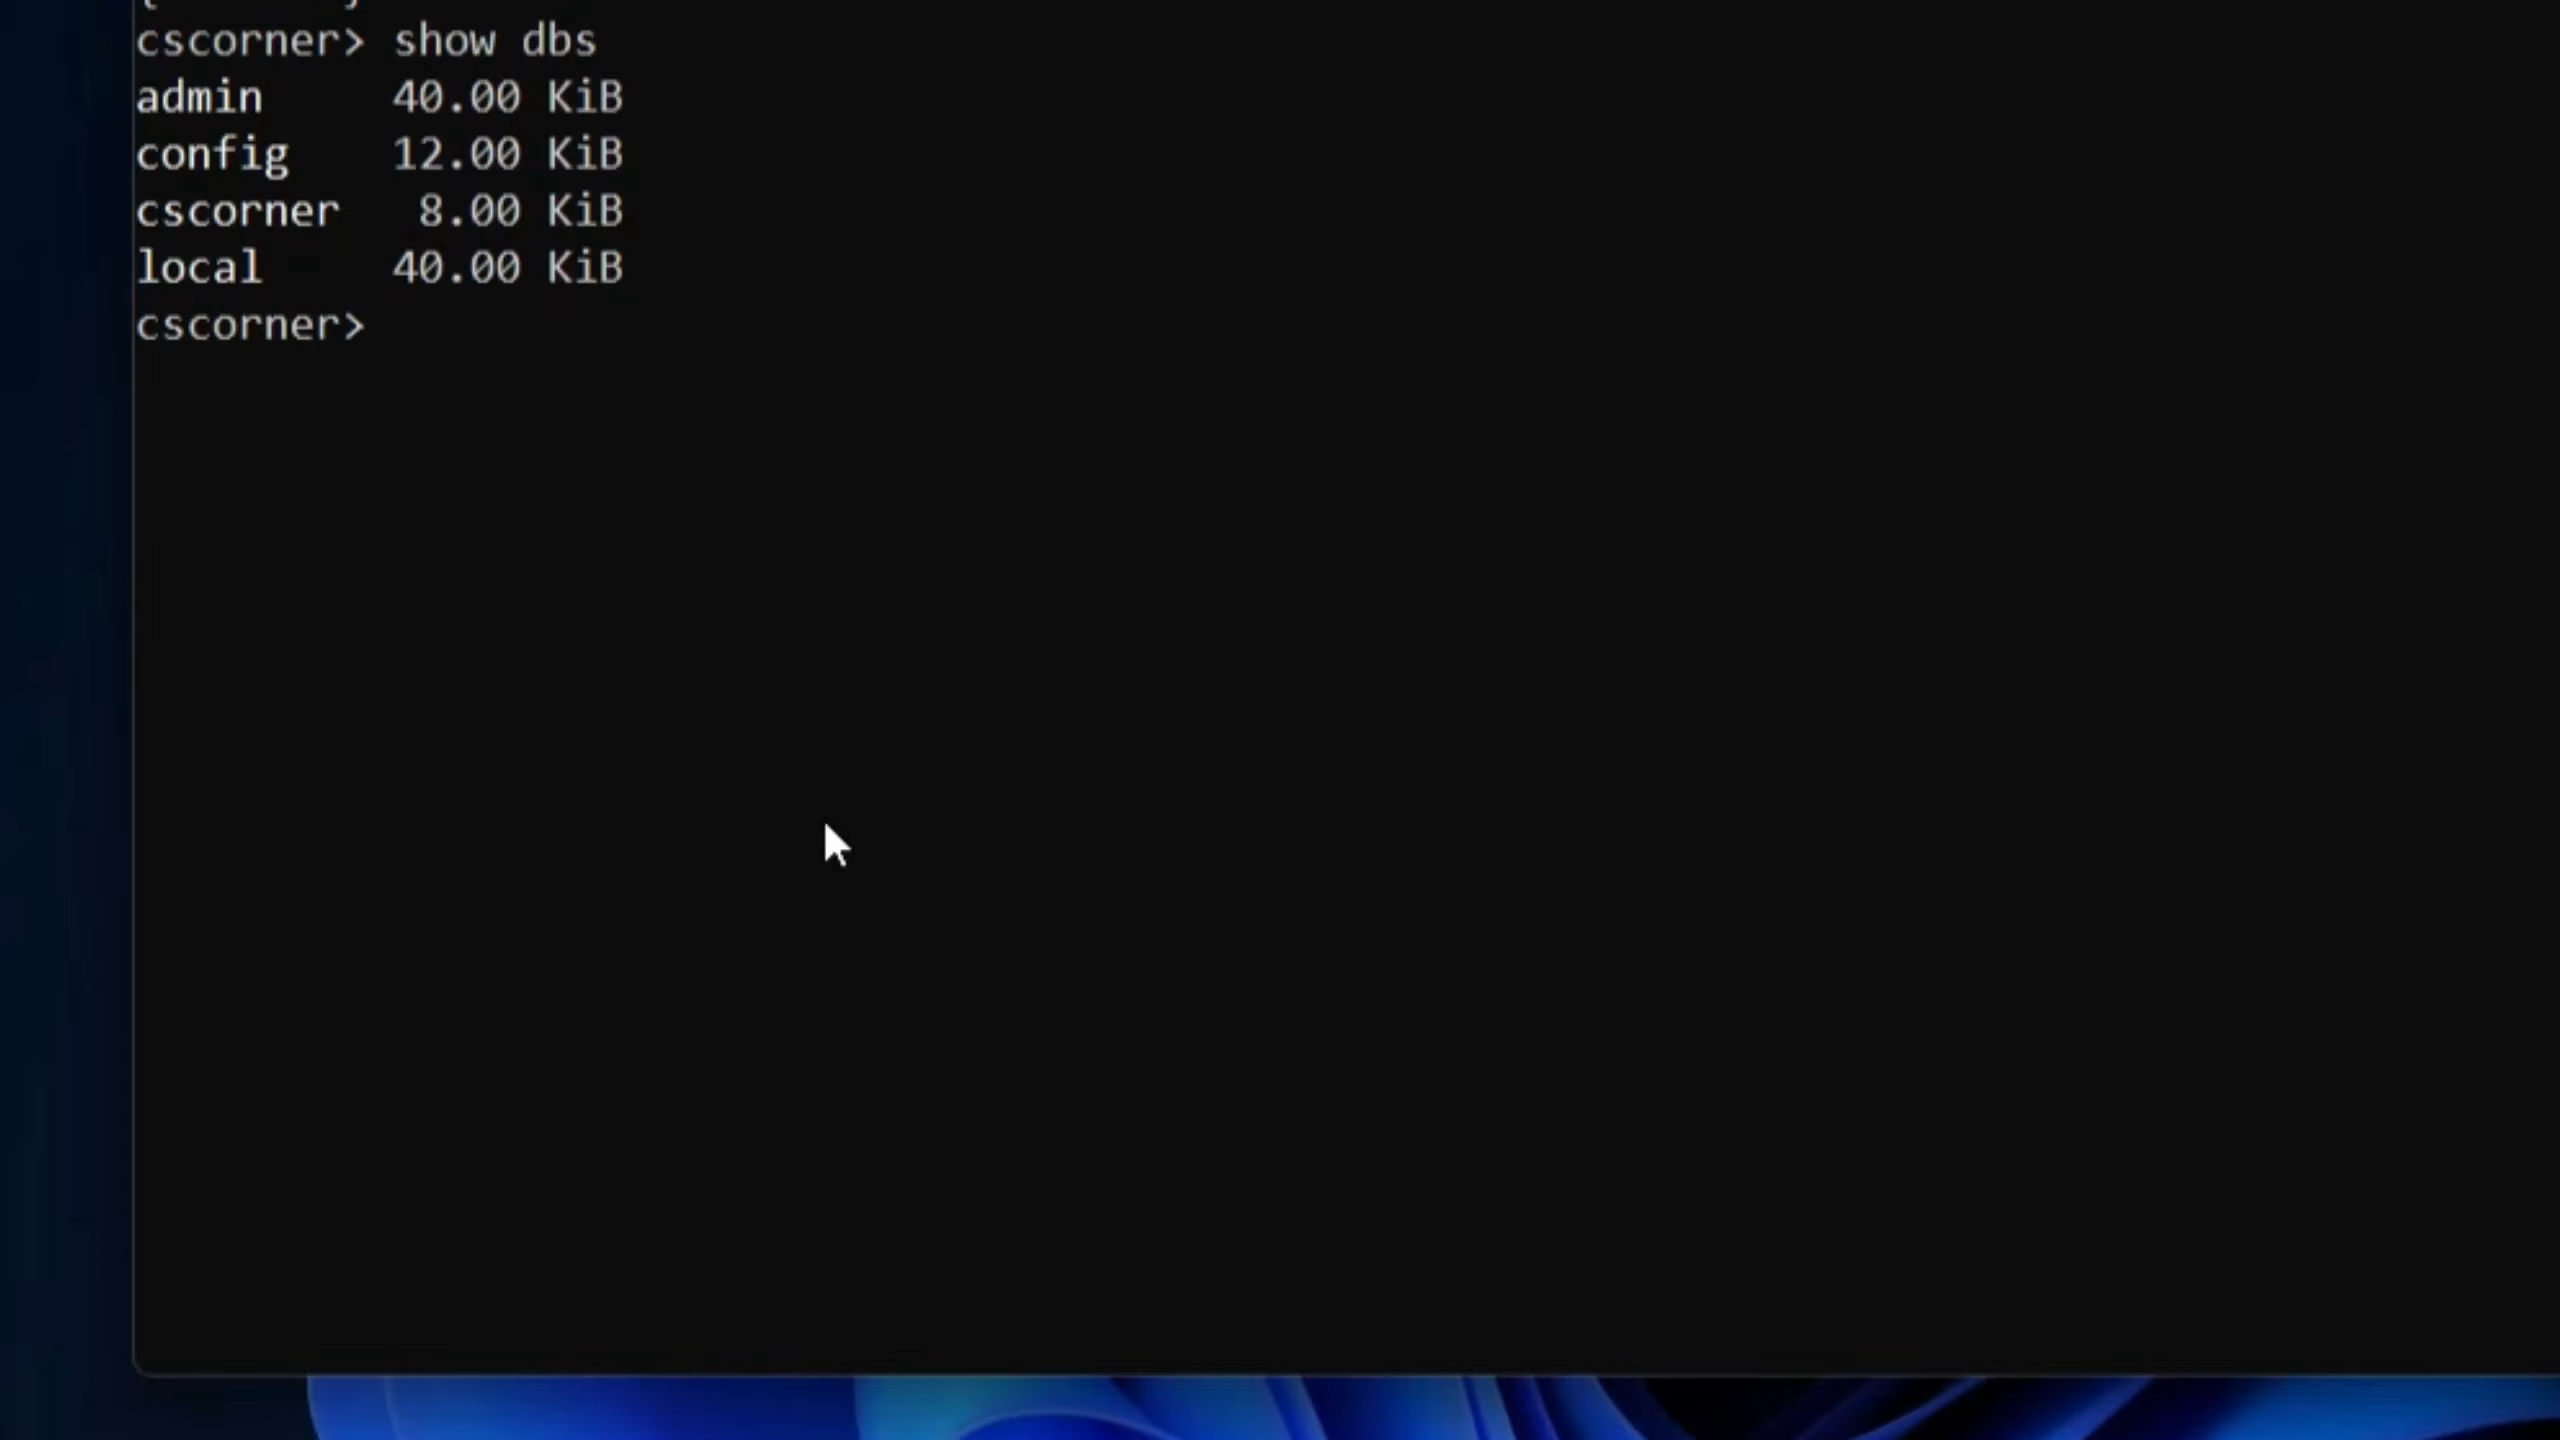 cscorner> show dbs
admin     40.00 KiB
config    12.00 KiB
cscorner   8.00 KiB
local     40.00 KiB
cscorner>